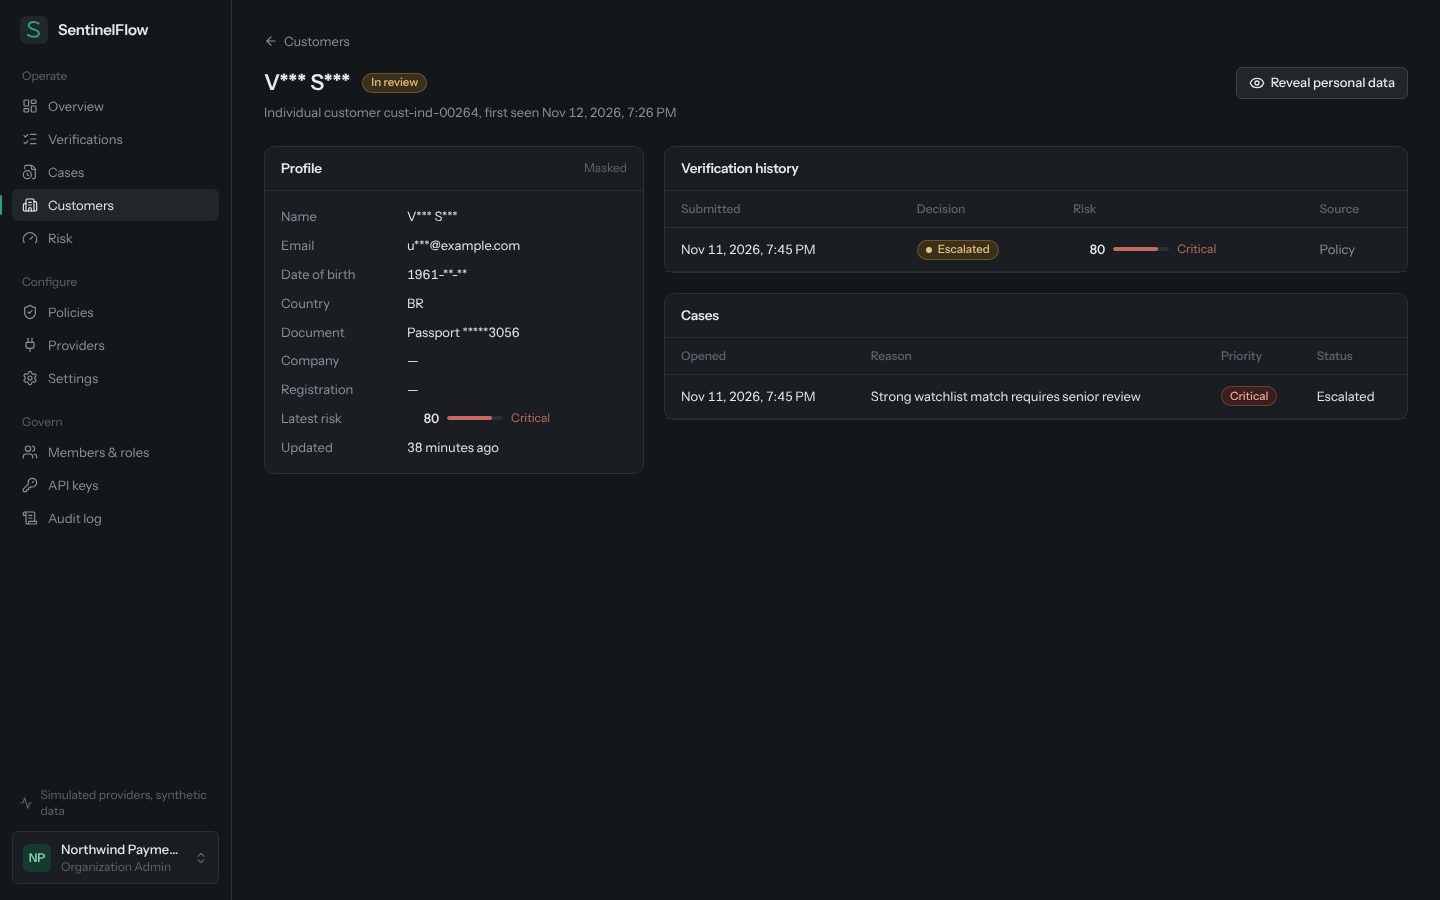 SentinelFlow
Operate
Overview
Verifications
Cases
Customers
Risk
Configure
Policies
Providers
Settings
Govern
Members & roles
API keys
Audit log
Simulated providers, synthetic
data
NP
Northwind Payme...
Organization Admin
Customers
V*** S***
In review
Reveal personal data
Individual customer cust-ind-00264, first seen Nov 12, 2026, 7:26 PM
Profile
Masked
Name
V*** S***
Email
u***@example.com
Date of birth
1961-**-**
Country
BR
Document
Passport *****3056
Company
—
Registration
—
Latest risk
80
Critical
Updated
38 minutes ago
Verification history
Submitted
Decision
Risk
Source
Nov 11, 2026, 7:45 PM
Escalated
80
Critical
Policy
Cases
Opened
Reason
Priority
Status
Nov 11, 2026, 7:45 PM
Strong watchlist match requires senior review
Critical
Escalated